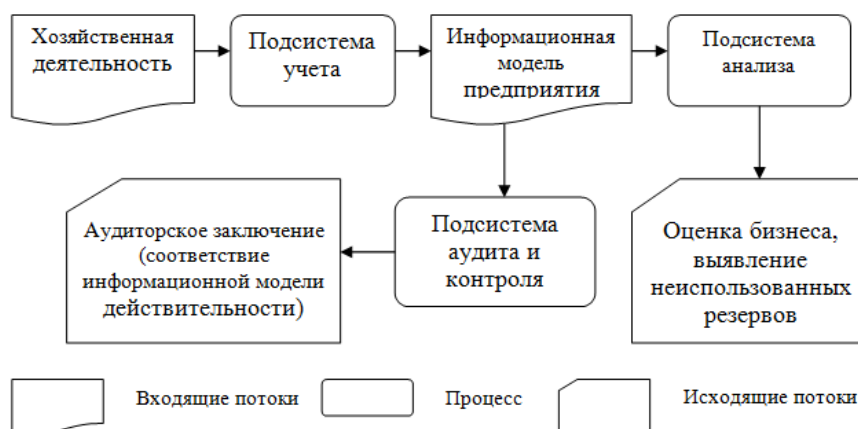 Хозяйственная
деятельность
Подсистема
учета
Информационная
модель
предприятия
Подсистема
анализа
Аудиторское заключение
(соответствие
информационной модели
действительности)
Подсистема
аудита и
контроля
Оценка бизнеса,
выявление
неиспользованных
резервов
Входящие потоки
Процесс
Исходящие потоки